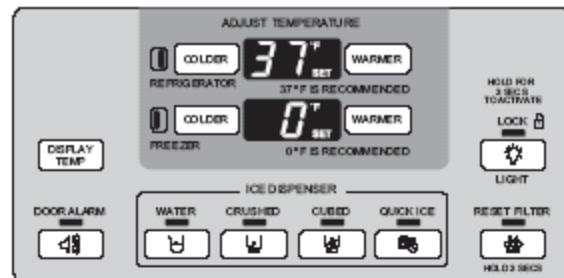 ADJUST TEMPERATURE
COLDER 37°F SET WARMER
REFRIGERATOR 37°F IS RECOMMENDED
COLDER 0°F SET WARMER
FREEZER 0°F IS RECOMMENDED
HOLD FOR
3 SECS
TO ACTIVATE
LOCK
LIGHT
DISPLAY
TEMP
ICE DISPENSER
DOOR ALARM WATER CRUSHED CUBED QUICK ICE RESET FILTER
HOLD 3 SECS